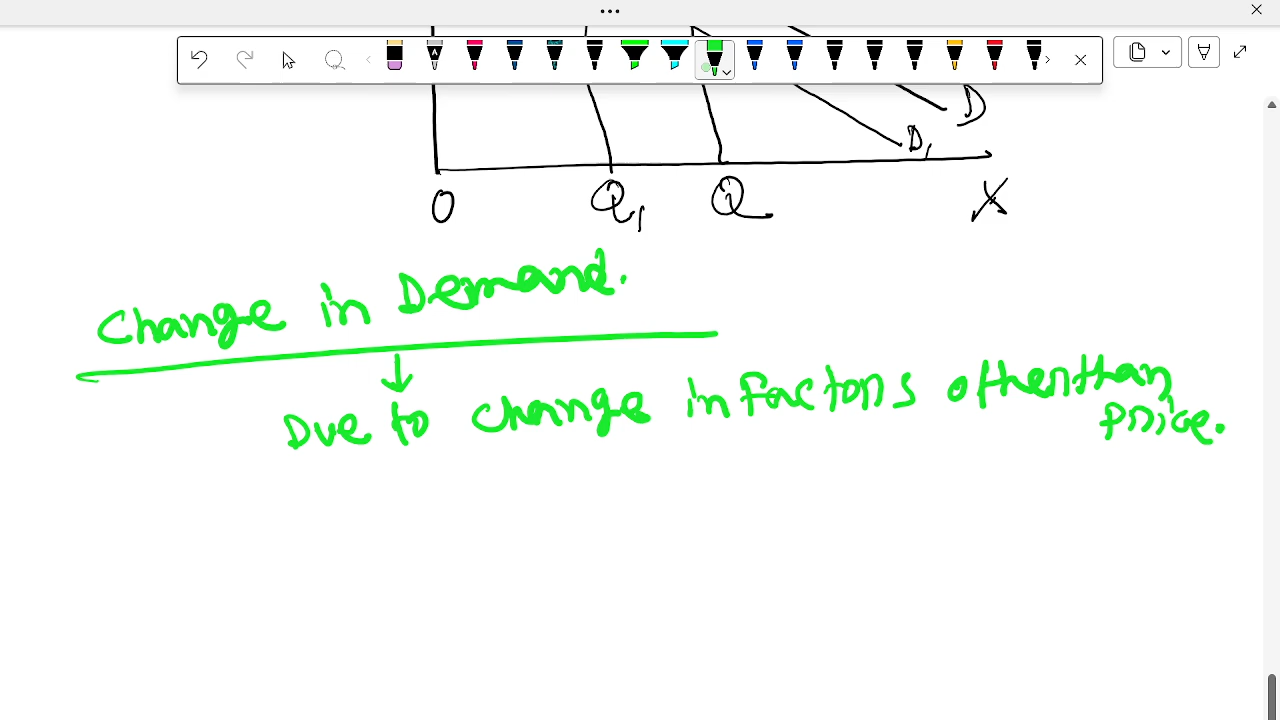 D
D₁
O Q₁ Q X
Change in Demand.
Due to change in factors other than
price.